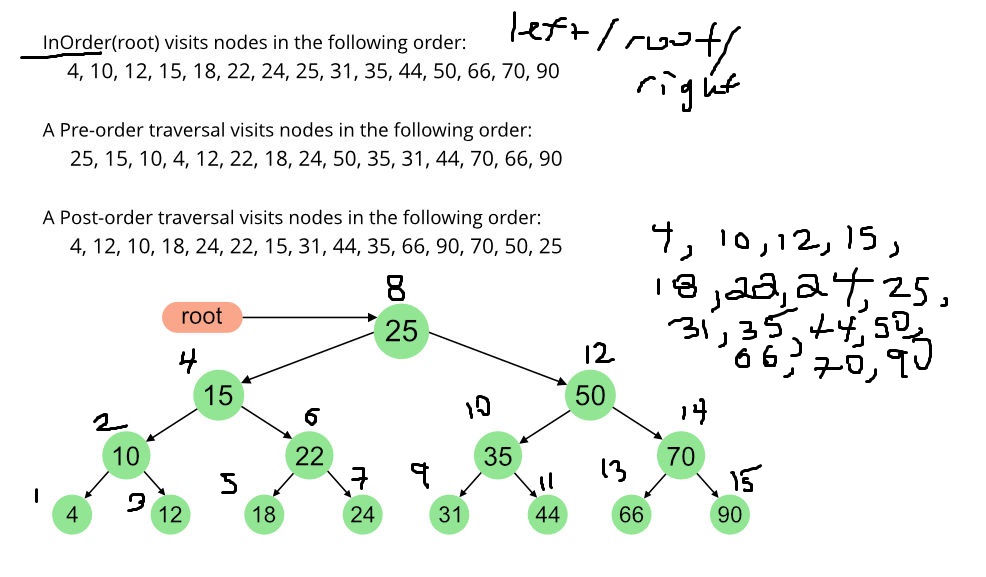 InOrder(root) visits nodes in the following order:
4, 10, 12, 15, 18, 22, 24, 25, 31, 35, 44, 50, 66, 70, 90
left / root /
right
A Pre-order traversal visits nodes in the following order:
25, 15, 10, 4, 12, 22, 18, 24, 50, 35, 31, 44, 70, 66, 90
A Post-order traversal visits nodes in the following order:
4, 12, 10, 18, 24, 22, 15, 31, 44, 35, 66, 90, 70, 50, 25
4, 10, 12, 15,
18, 22, 24, 25,
31, 35, 44, 50,
66, 70, 90
8
root
25
4
12
15
50
2
6
10
14
10
22
35
70
1
3
5
7
9
11
13
15
4
12
18
24
31
44
66
90